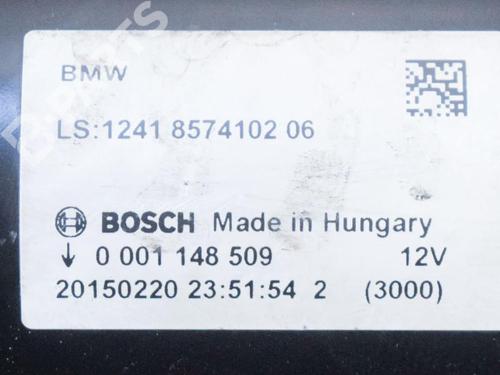 BMW
LS:1241 8574102 06
BOSCH Made in Hungary
↓ 0 001 148 509 12V
20150220 23:51:54 2 (3000)